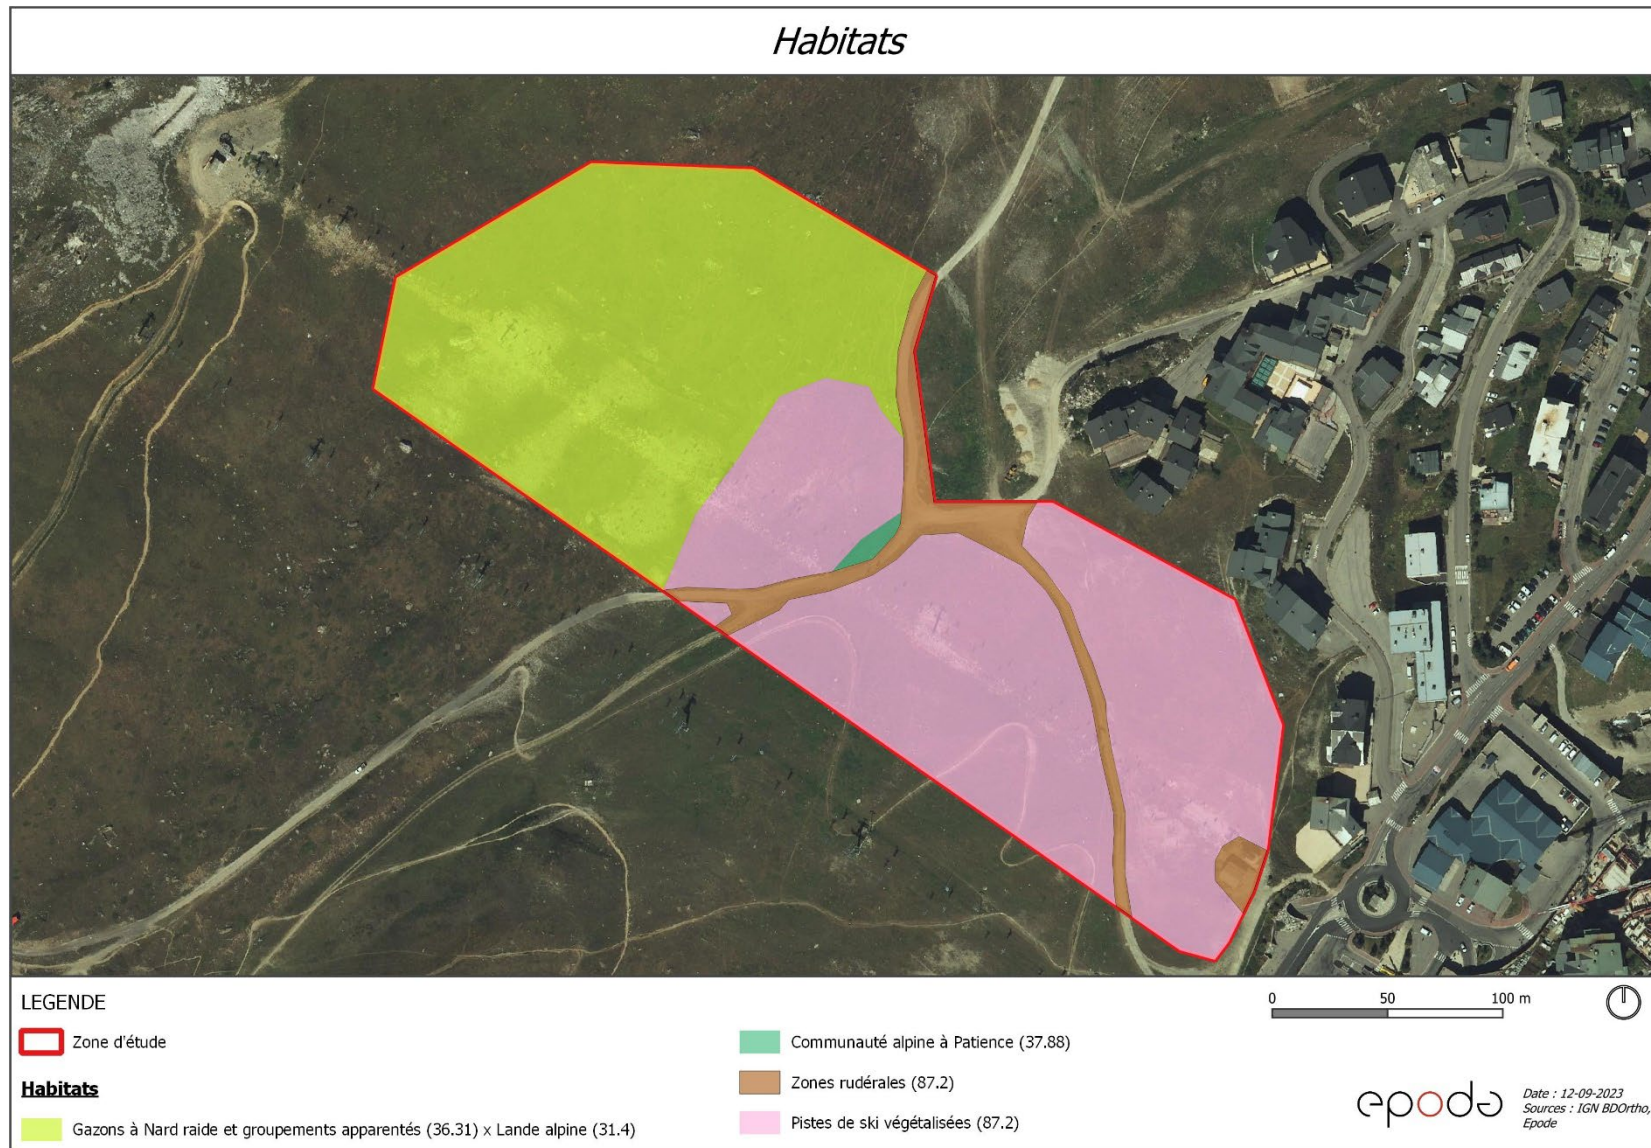 Habitats
LEGENDE
Zone d'étude
Habitats
Gazons à Nard raide et groupements apparentés (36.31) x Lande alpine (31.4)
Communauté alpine à Patience (37.88)
Zones rudérales (87.2)
Pistes de ski végétalisées (87.2)
0 50 100 m
epode
Date : 12-09-2023
Sources : IGN BDOrtho,
Epode